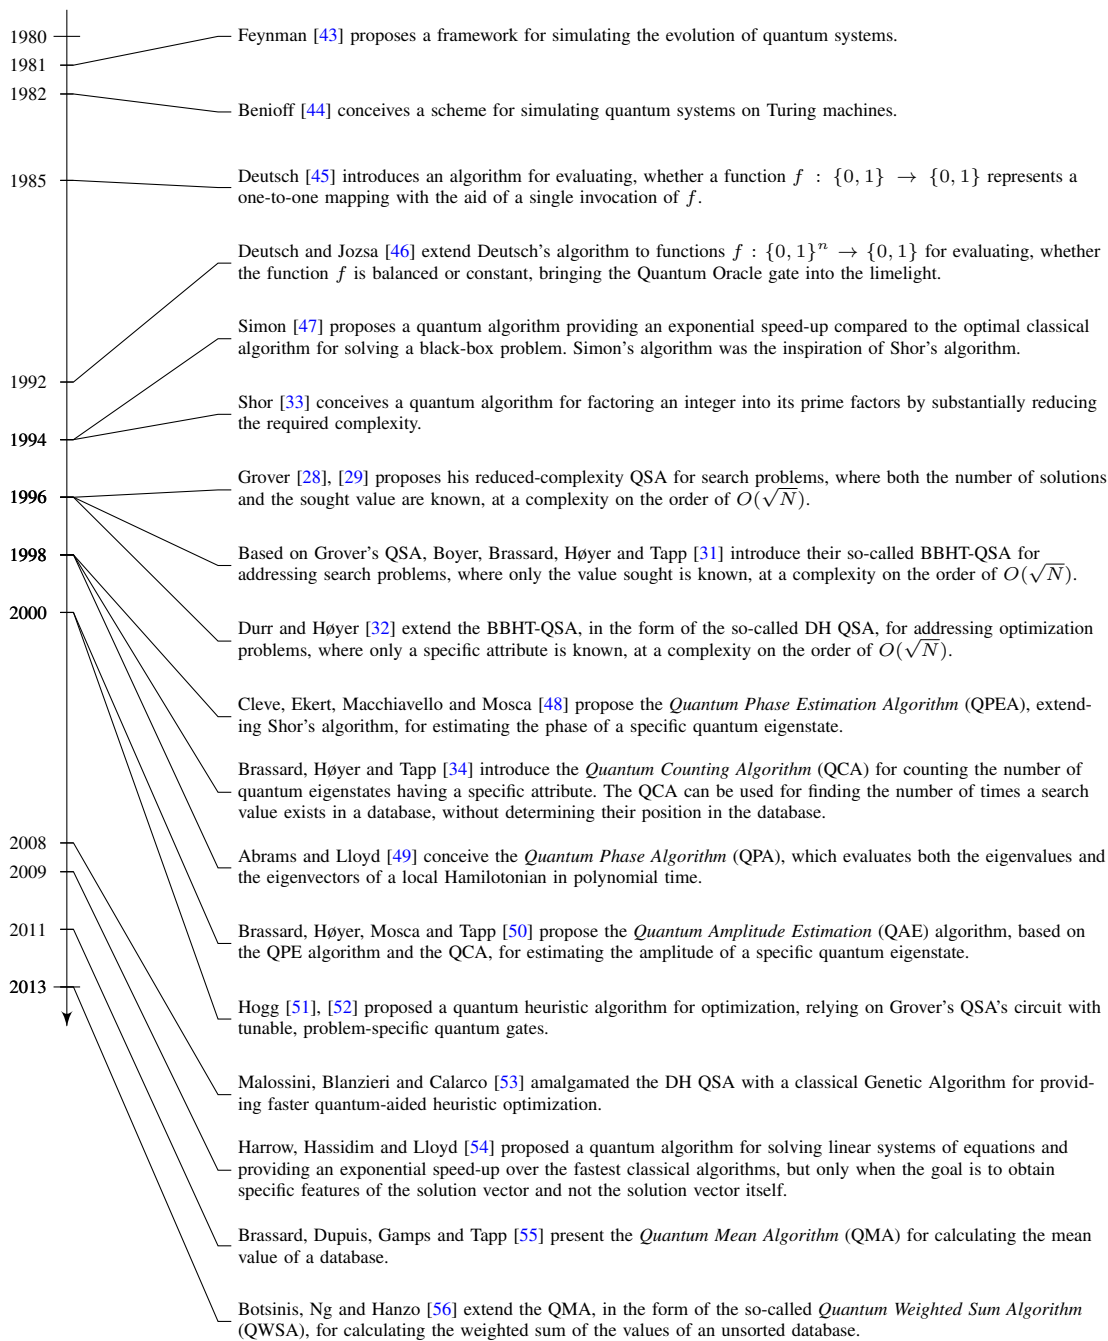 1980
Feynman [43] proposes a framework for simulating the evolution of quantum systems.
1981
1982
Benioff [44] conceives a scheme for simulating quantum systems on Turing machines.
1985
Deutsch [45] introduces an algorithm for evaluating, whether a function f : {0, 1} → {0, 1} represents a
one-to-one mapping with the aid of a single invocation of f.
Deutsch and Jozsa [46] extend Deutsch's algorithm to functions f : {0, 1}^n → {0, 1} for evaluating, whether
the function f is balanced or constant, bringing the Quantum Oracle gate into the limelight.
Simon [47] proposes a quantum algorithm providing an exponential speed-up compared to the optimal classical
algorithm for solving a black-box problem. Simon's algorithm was the inspiration of Shor's algorithm.
1992
Shor [33] conceives a quantum algorithm for factoring an integer into its prime factors by substantially reducing
the required complexity.
1994
Grover [28], [29] proposes his reduced-complexity QSA for search problems, where both the number of solutions
and the sought value are known, at a complexity on the order of O(√N).
1996
Based on Grover's QSA, Boyer, Brassard, Høyer and Tapp [31] introduce their so-called BBHT-QSA for
addressing search problems, where only the value sought is known, at a complexity on the order of O(√N).
1998
2000
Durr and Høyer [32] extend the BBHT-QSA, in the form of the so-called DH QSA, for addressing optimization
problems, where only a specific attribute is known, at a complexity on the order of O(√N).
Cleve, Ekert, Macchiavello and Mosca [48] propose the Quantum Phase Estimation Algorithm (QPEA), extend-
ing Shor's algorithm, for estimating the phase of a specific quantum eigenstate.
Brassard, Høyer and Tapp [34] introduce the Quantum Counting Algorithm (QCA) for counting the number of
quantum eigenstates having a specific attribute. The QCA can be used for finding the number of times a search
value exists in a database, without determining their position in the database.
2008
Abrams and Lloyd [49] conceive the Quantum Phase Algorithm (QPA), which evaluates both the eigenvalues and
the eigenvectors of a local Hamilotonian in polynomial time.
2009
Brassard, Høyer, Mosca and Tapp [50] propose the Quantum Amplitude Estimation (QAE) algorithm, based on
the QPE algorithm and the QCA, for estimating the amplitude of a specific quantum eigenstate.
2011
2013
Hogg [51], [52] proposed a quantum heuristic algorithm for optimization, relying on Grover's QSA's circuit with
tunable, problem-specific quantum gates.
Malossini, Blanzieri and Calarco [53] amalgamated the DH QSA with a classical Genetic Algorithm for provid-
ing faster quantum-aided heuristic optimization.
Harrow, Hassidim and Lloyd [54] proposed a quantum algorithm for solving linear systems of equations and
providing an exponential speed-up over the fastest classical algorithms, but only when the goal is to obtain
specific features of the solution vector and not the solution vector itself.
Brassard, Dupuis, Gamps and Tapp [55] present the Quantum Mean Algorithm (QMA) for calculating the mean
value of a database.
Botsinis, Ng and Hanzo [56] extend the QMA, in the form of the so-called Quantum Weighted Sum Algorithm
(QWSA), for calculating the weighted sum of the values of an unsorted database.